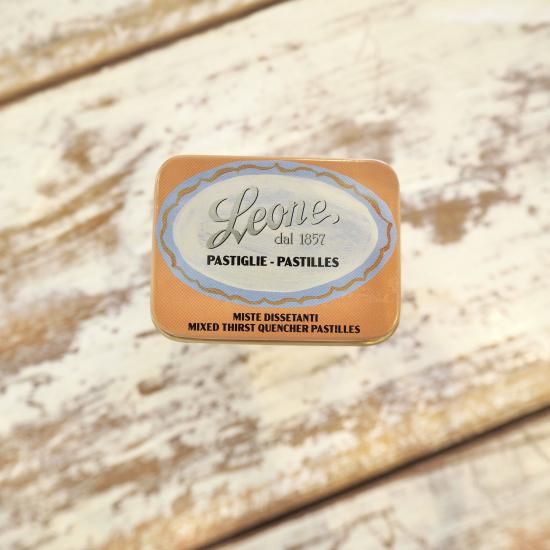 Leone
dal 1857
PASTIGLIE - PASTILLES
MISTE DISSETANTI
MIXED THIRST QUENCHER PASTILLES